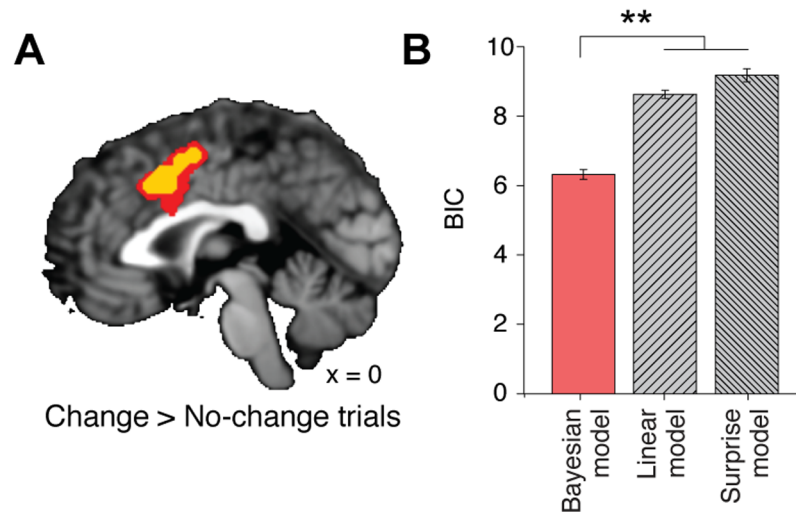 A
x = 0
Change > No-change trials
B
**
10
8
6
4
2
0
BIC
Bayesian
model
Linear
model
Surprise
model